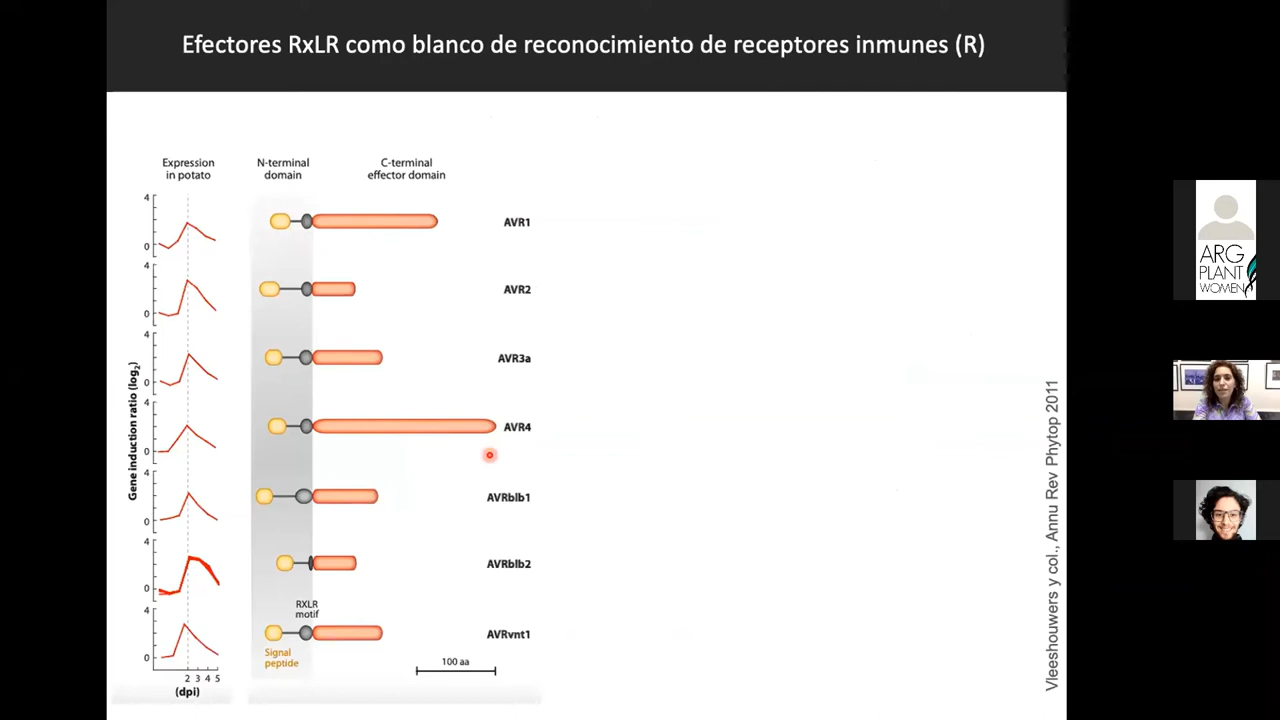 Efectores RxLR como blanco de reconocimiento de receptores inmunes (R)
Expression
in potato
N-terminal
domain
C-terminal
effector domain
Gene induction ratio (log2)
4
0
AVR1
4
0
AVR2
4
0
AVR3a
4
0
AVR4
4
0
AVRblb1
4
0
AVRblb2
4
0
RXLR
motif
AVRvnt1
Signal
peptide
100 aa
2 3 4 5
(dpi)
Vleeshouwers y col., Annu Rev Phytop 2011
ARG
PLANT
WOMEN